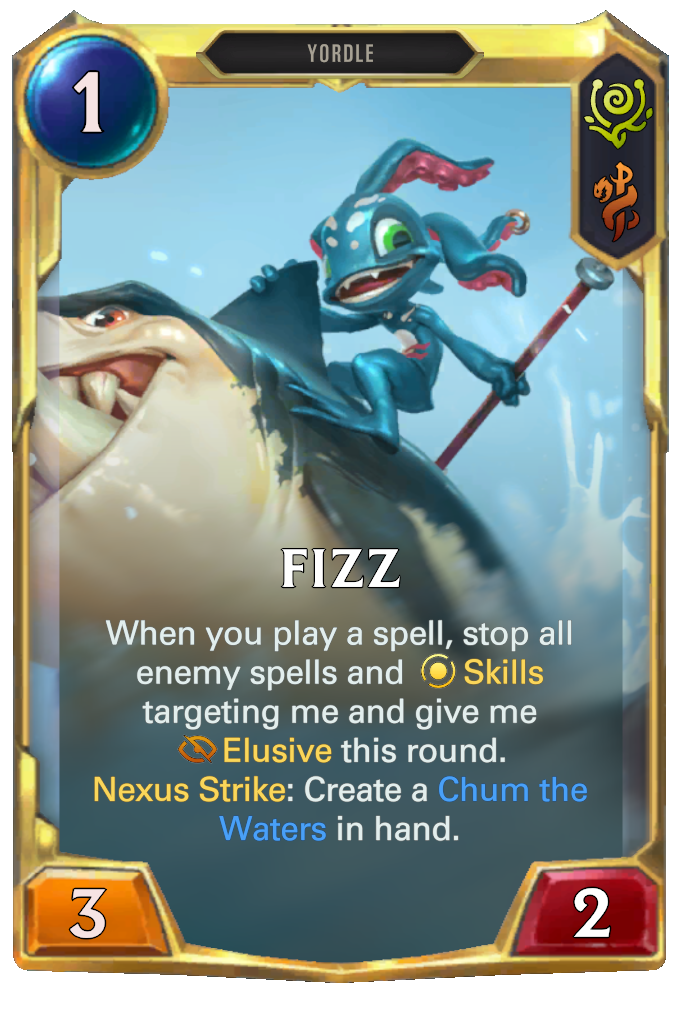 YORDLE
1
FIZZ
When you play a spell, stop all
enemy spells and Skills
targeting me and give me
Elusive this round.
Nexus Strike: Create a Chum the
Waters in hand.
3
2